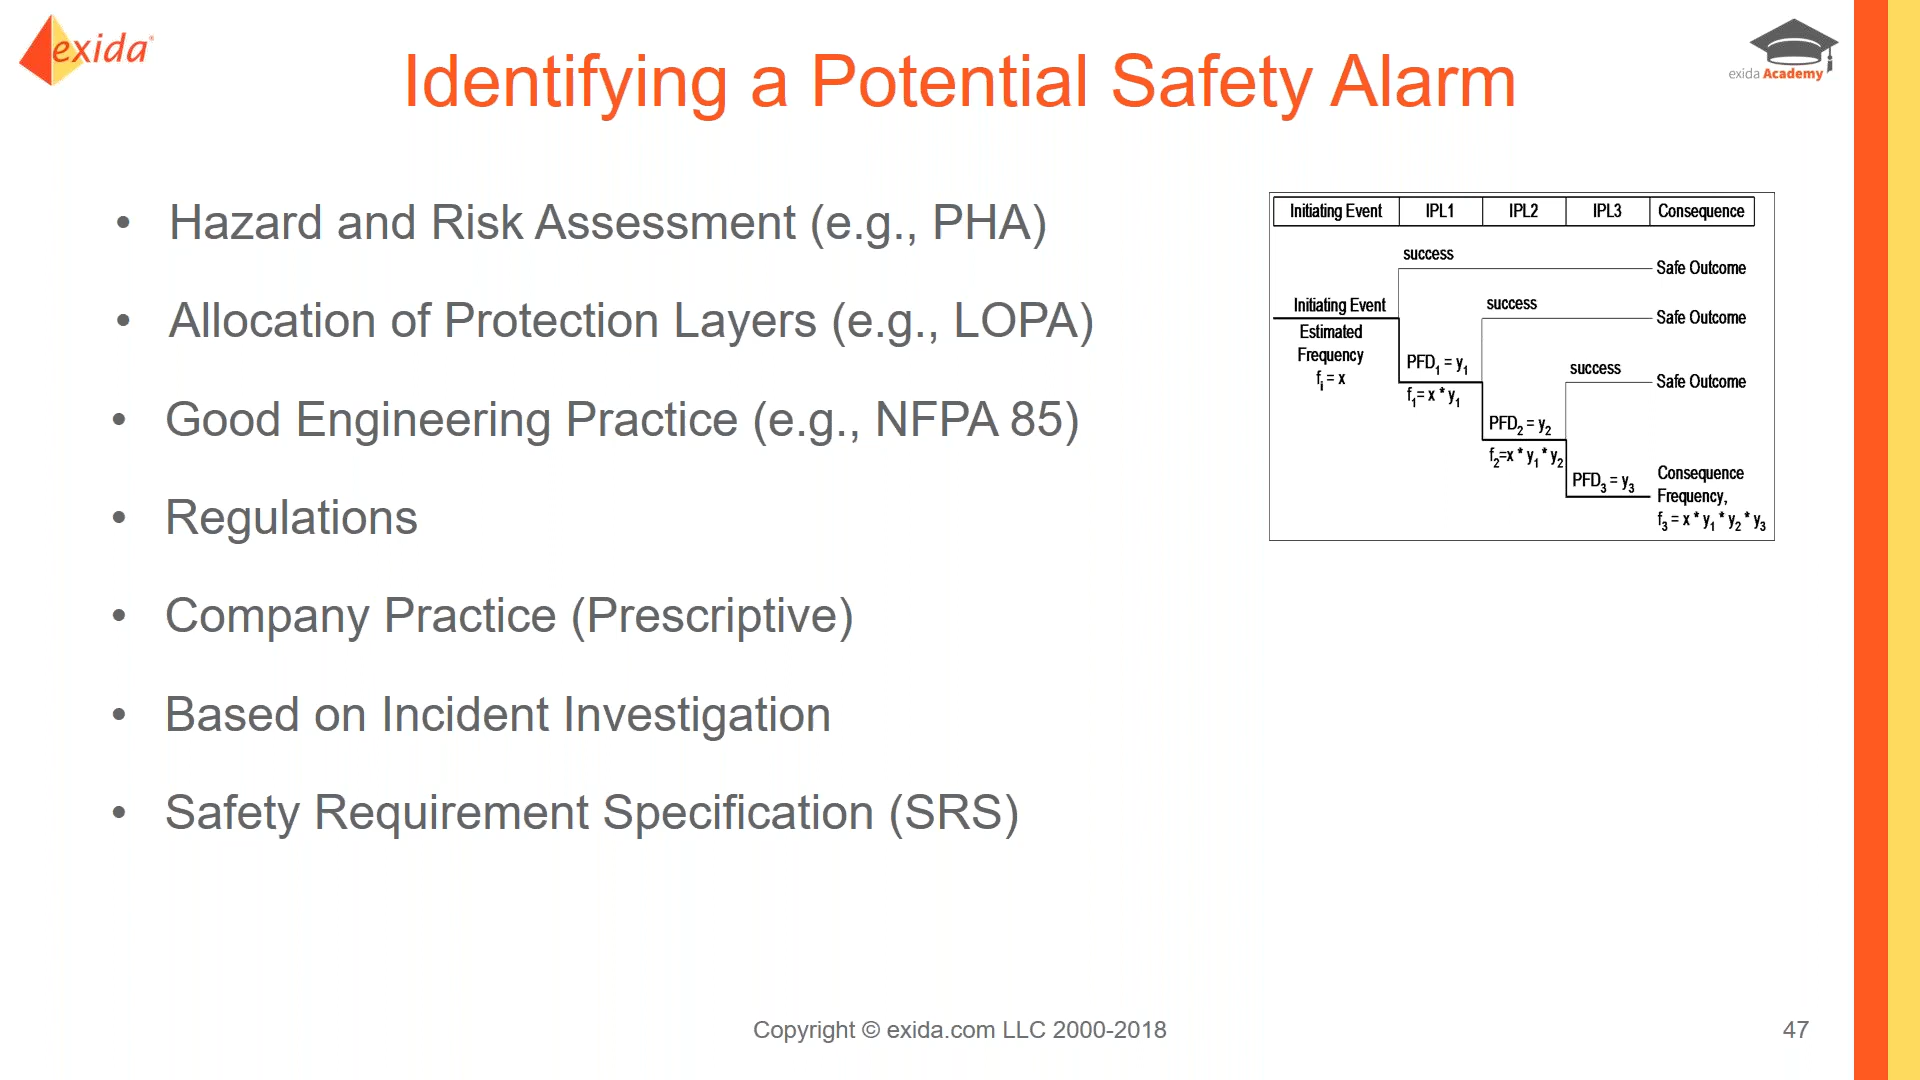 exida
exida Academy
Identifying a Potential Safety Alarm
• Hazard and Risk Assessment (e.g., PHA)
• Allocation of Protection Layers (e.g., LOPA)
• Good Engineering Practice (e.g., NFPA 85)
• Regulations
• Company Practice (Prescriptive)
• Based on Incident Investigation
• Safety Requirement Specification (SRS)
Initiating Event IPL1 IPL2 IPL3 Consequence
success
Safe Outcome
Initiating Event
success
Safe Outcome
Estimated
Frequency
fi = x
PFD1 = y1
success
Safe Outcome
f1= x * y1
PFD2 = y2
f2=x * y1 * y2
PFD3 = y3
Consequence
Frequency,
f3 = x * y1 * y2 * y3
Copyright © exida.com LLC 2000-2018
47